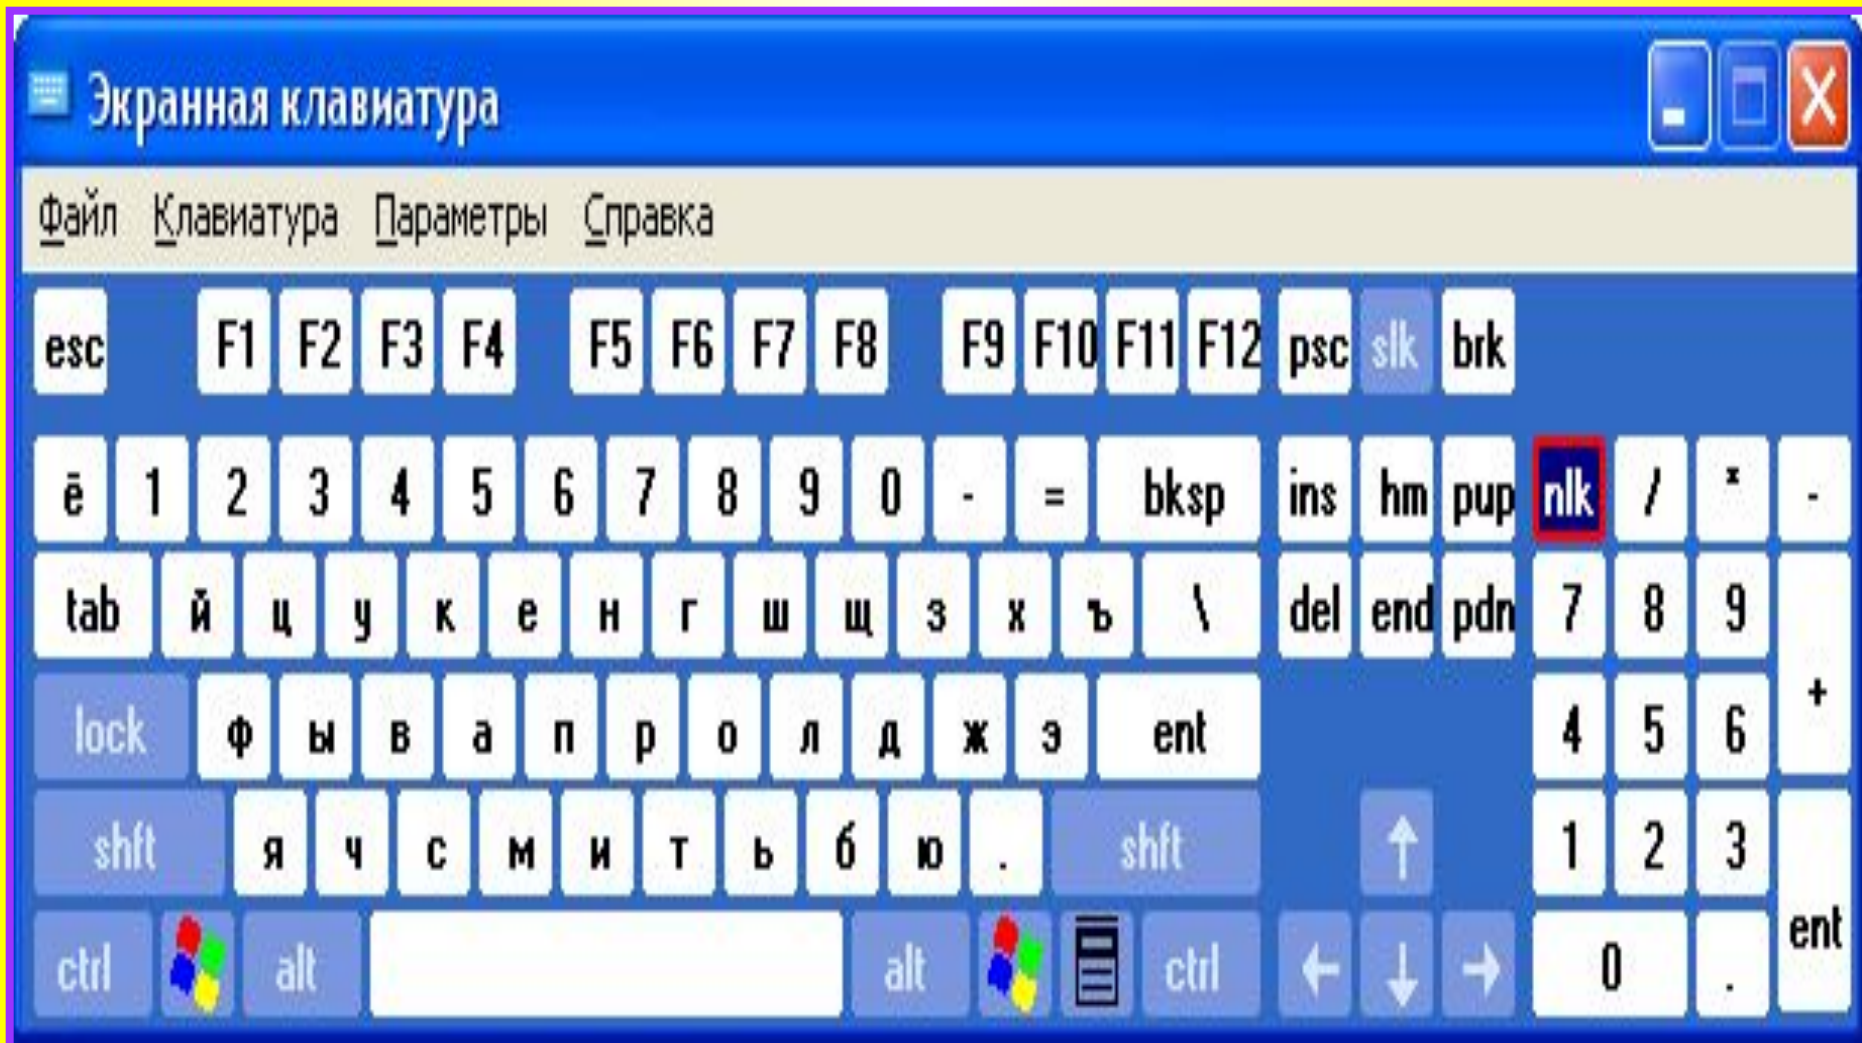 Экранная клавиатура
Файл Клавиатура Параметры Справка
esc F1 F2 F3 F4 F5 F6 F7 F8 F9 F10 F11 F12 psc slk brk
ё 1 2 3 4 5 6 7 8 9 0 - = bksp ins hm pup nlk / * -
tab й ц у к е н г ш щ з х ъ \ del end pdn 7 8 9
lock ф ы в а п р о л д ж э ent 4 5 6 +
shft я ч с м и т ь б ю . shft ↑ 1 2 3
ctrl alt alt ctrl ← ↓ → 0 . ent